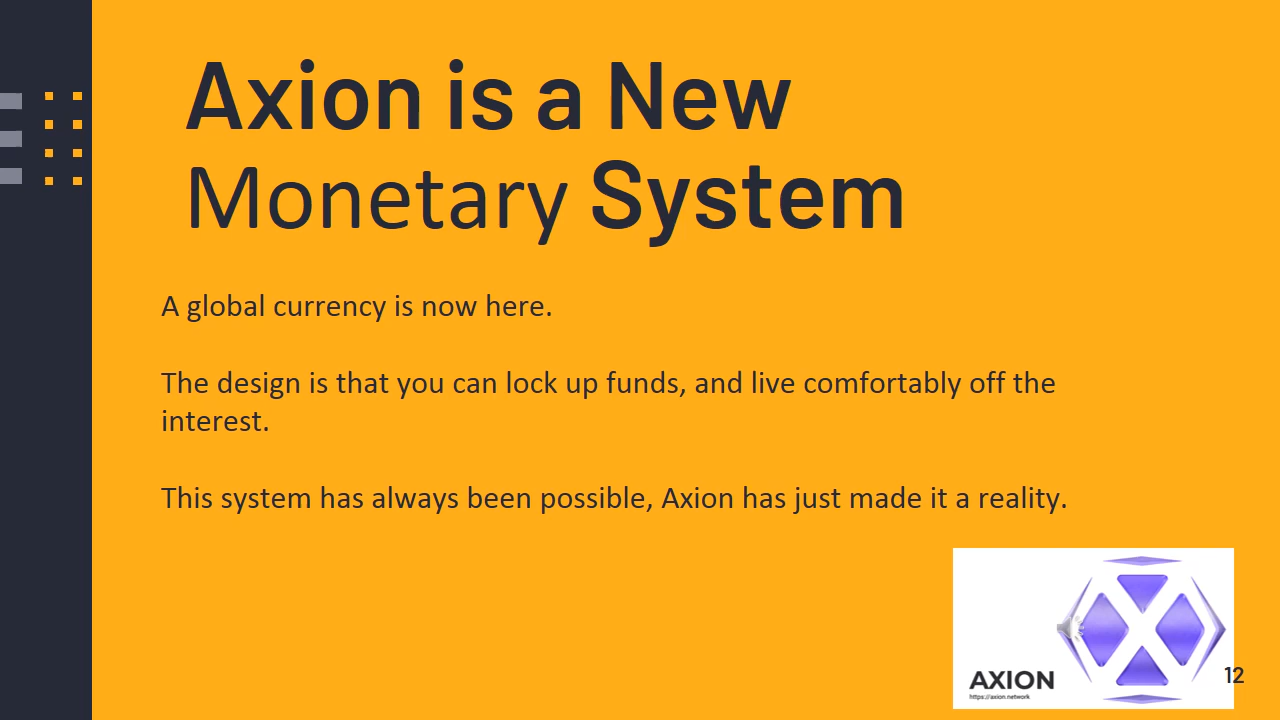 Axion is a New
Monetary System
A global currency is now here.
The design is that you can lock up funds, and live comfortably off the
interest.
This system has always been possible, Axion has just made it a reality.
AXION
https://axion.network
12